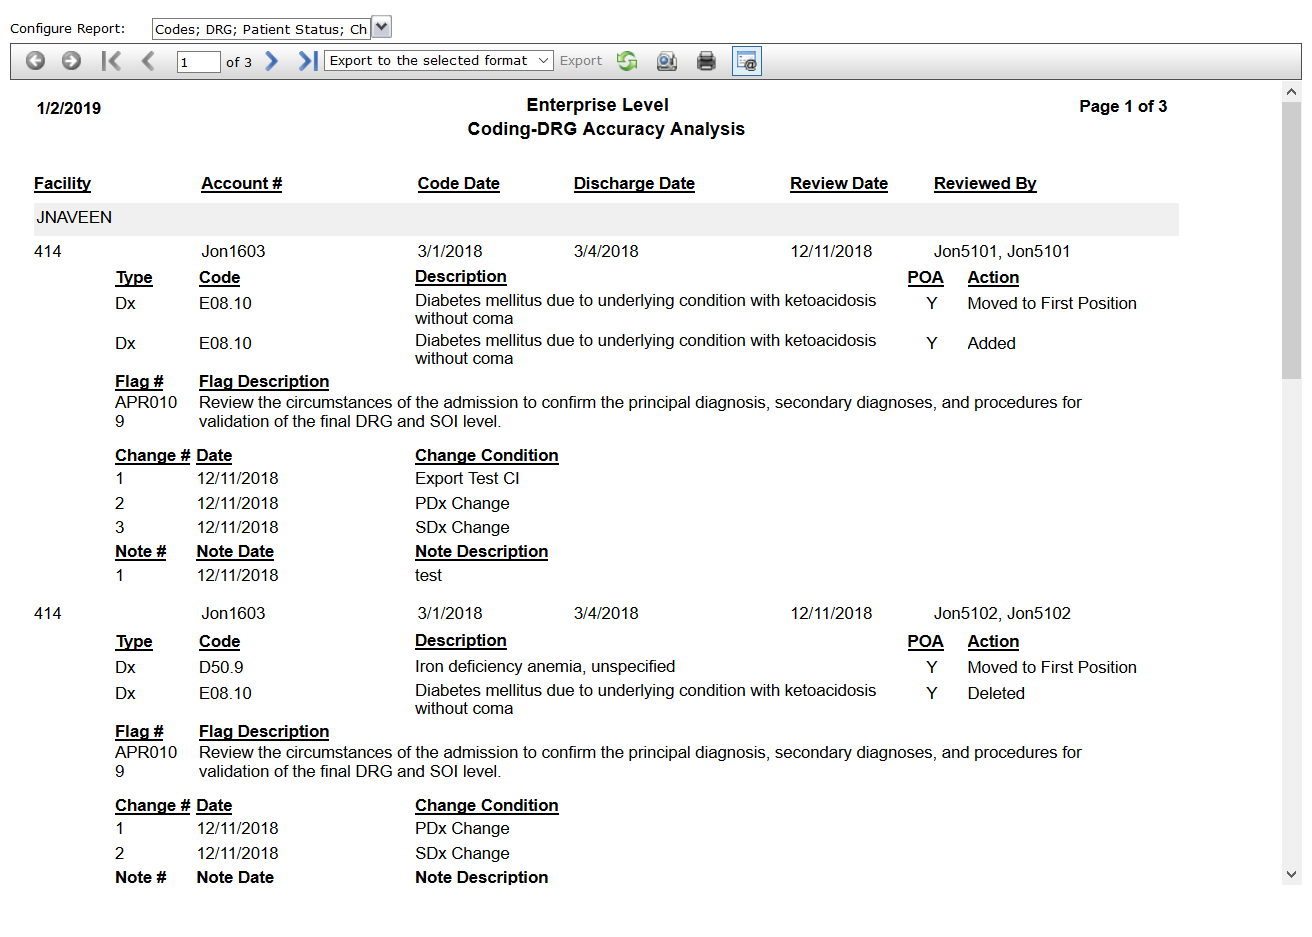 Configure Report: Codes; DRG; Patient Status; Ch
1 of 3 Export to the selected format Export
1/2/2019 Enterprise Level Page 1 of 3
Coding-DRG Accuracy Analysis
Facility Account # Code Date Discharge Date Review Date Reviewed By
JNAVEEN
414 Jon1603 3/1/2018 3/4/2018 12/11/2018 Jon5101, Jon5101
Type Code Description POA Action
Dx E08.10 Diabetes mellitus due to underlying condition with ketoacidosis Y Moved to First Position
without coma
Dx E08.10 Diabetes mellitus due to underlying condition with ketoacidosis Y Added
without coma
Flag # Flag Description
APR010 Review the circumstances of the admission to confirm the principal diagnosis, secondary diagnoses, and procedures for
9 validation of the final DRG and SOI level.
Change # Date Change Condition
1 12/11/2018 Export Test CI
2 12/11/2018 PDx Change
3 12/11/2018 SDx Change
Note # Note Date Note Description
1 12/11/2018 test
414 Jon1603 3/1/2018 3/4/2018 12/11/2018 Jon5102, Jon5102
Type Code Description POA Action
Dx D50.9 Iron deficiency anemia, unspecified Y Moved to First Position
Dx E08.10 Diabetes mellitus due to underlying condition with ketoacidosis Y Deleted
without coma
Flag # Flag Description
APR010 Review the circumstances of the admission to confirm the principal diagnosis, secondary diagnoses, and procedures for
9 validation of the final DRG and SOI level.
Change # Date Change Condition
1 12/11/2018 PDx Change
2 12/11/2018 SDx Change
Note # Note Date Note Description